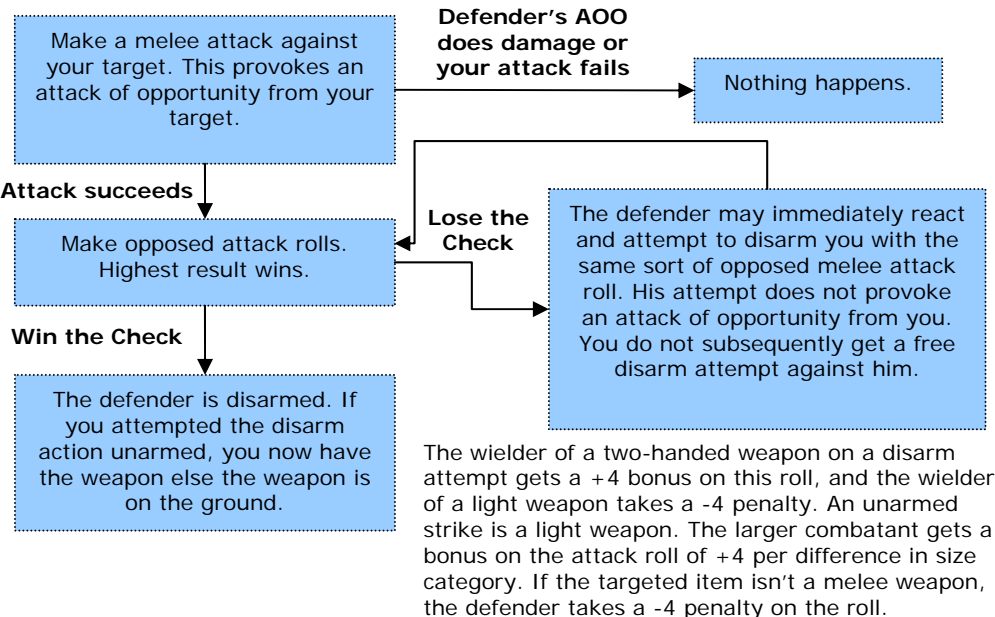 Make a melee attack against
your target. This provokes an
attack of opportunity from your
target.
Defender's AOO
does damage or
your attack fails
Nothing happens.
Attack succeeds
Make opposed attack rolls.
Highest result wins.
Lose the
Check
The defender may immediately react
and attempt to disarm you with the
same sort of opposed melee attack
roll. His attempt does not provoke
an attack of opportunity from you.
You do not subsequently get a free
disarm attempt against him.
Win the Check
The defender is disarmed. If
you attempted the disarm
action unarmed, you now have
the weapon else the weapon is
on the ground.
The wielder of a two-handed weapon on a disarm
attempt gets a +4 bonus on this roll, and the wielder
of a light weapon takes a -4 penalty. An unarmed
strike is a light weapon. The larger combatant gets a
bonus on the attack roll of +4 per difference in size
category. If the targeted item isn't a melee weapon,
the defender takes a -4 penalty on the roll.